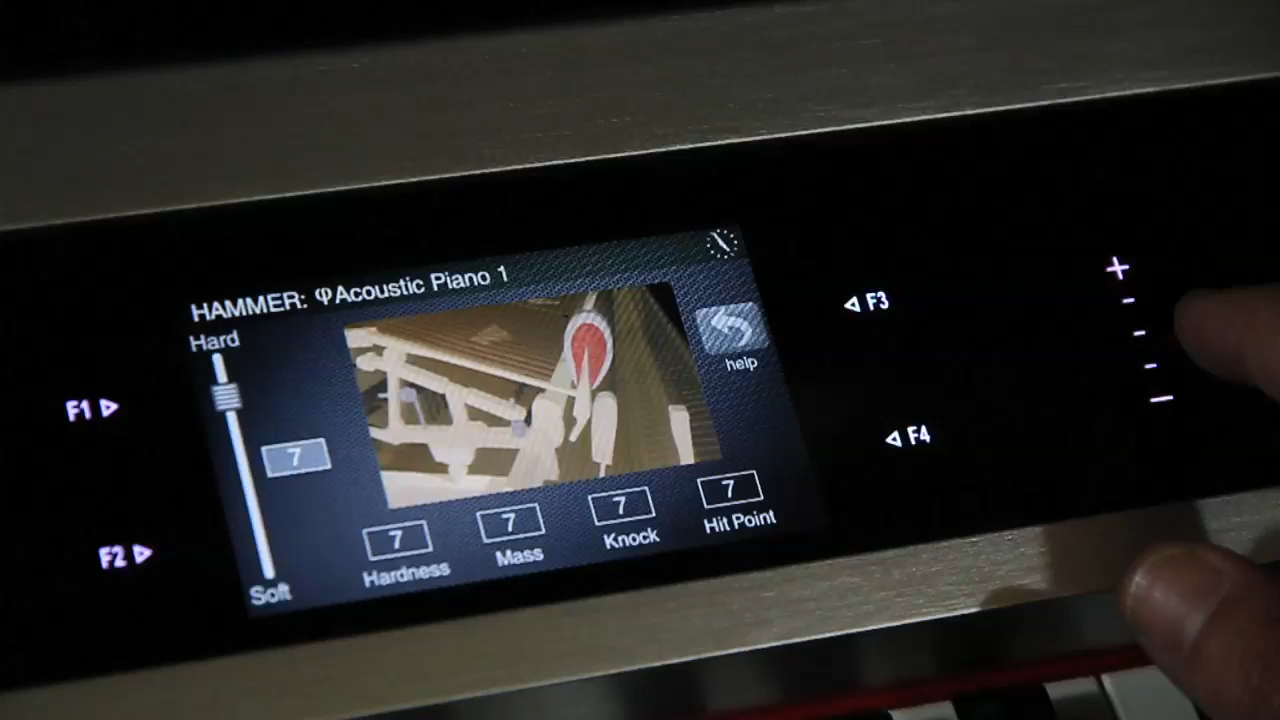 HAMMER: φAcoustic Piano 1
Hard
help
7
Soft
7
Hardness
7
Mass
7
Knock
7
Hit Point
F1
F2
F3
F4
+
-
-
-
—